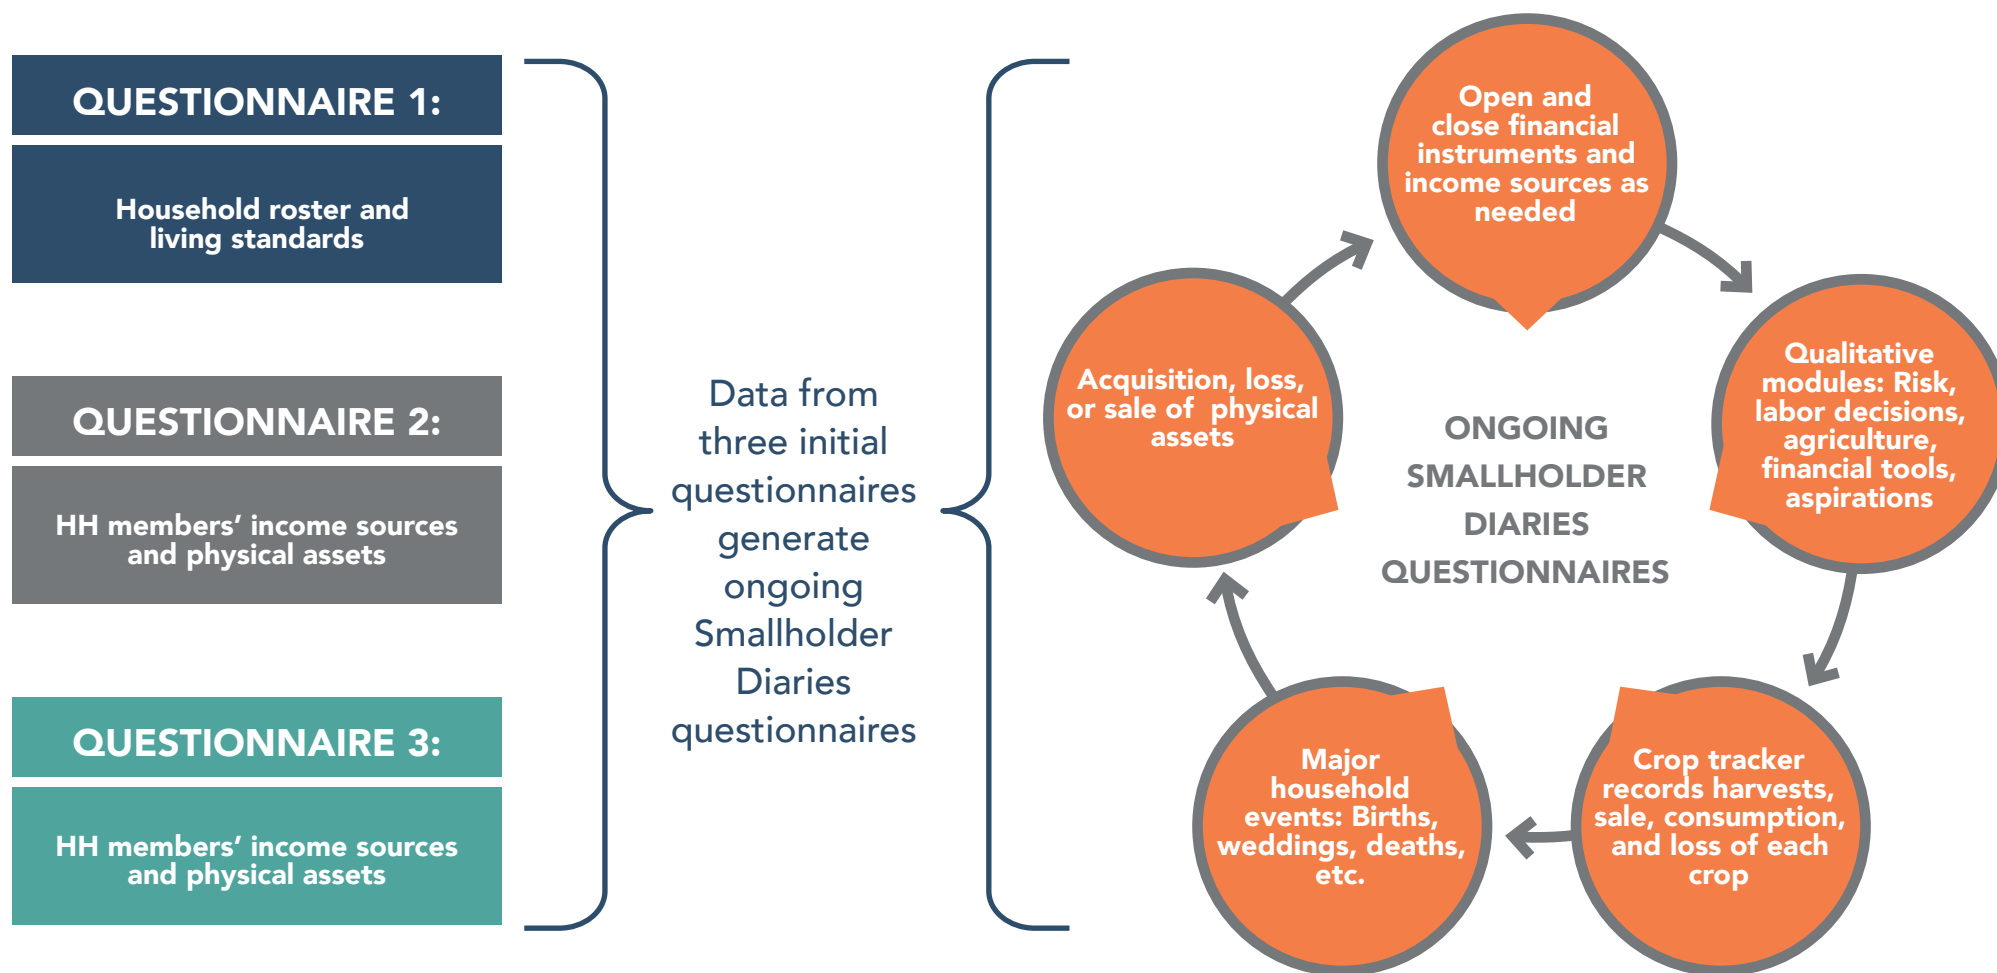 QUESTIONNAIRE 1:
Household roster and
living standards
QUESTIONNAIRE 2:
HH members’ income sources
and physical assets
QUESTIONNAIRE 3:
HH members’ income sources
and physical assets
Data from
three initial
questionnaires
generate
ongoing
Smallholder
Diaries
questionnaires
Open and
close financial
instruments and
income sources as
needed
Qualitative
modules: Risk,
labor decisions,
agriculture,
financial tools,
aspirations
Crop tracker
records harvests,
sale, consumption,
and loss of each
crop
Major
household
events: Births,
weddings, deaths,
etc.
Acquisition, loss,
or sale of physical
assets
ONGOING
SMALLHOLDER
DIARIES
QUESTIONNAIRES